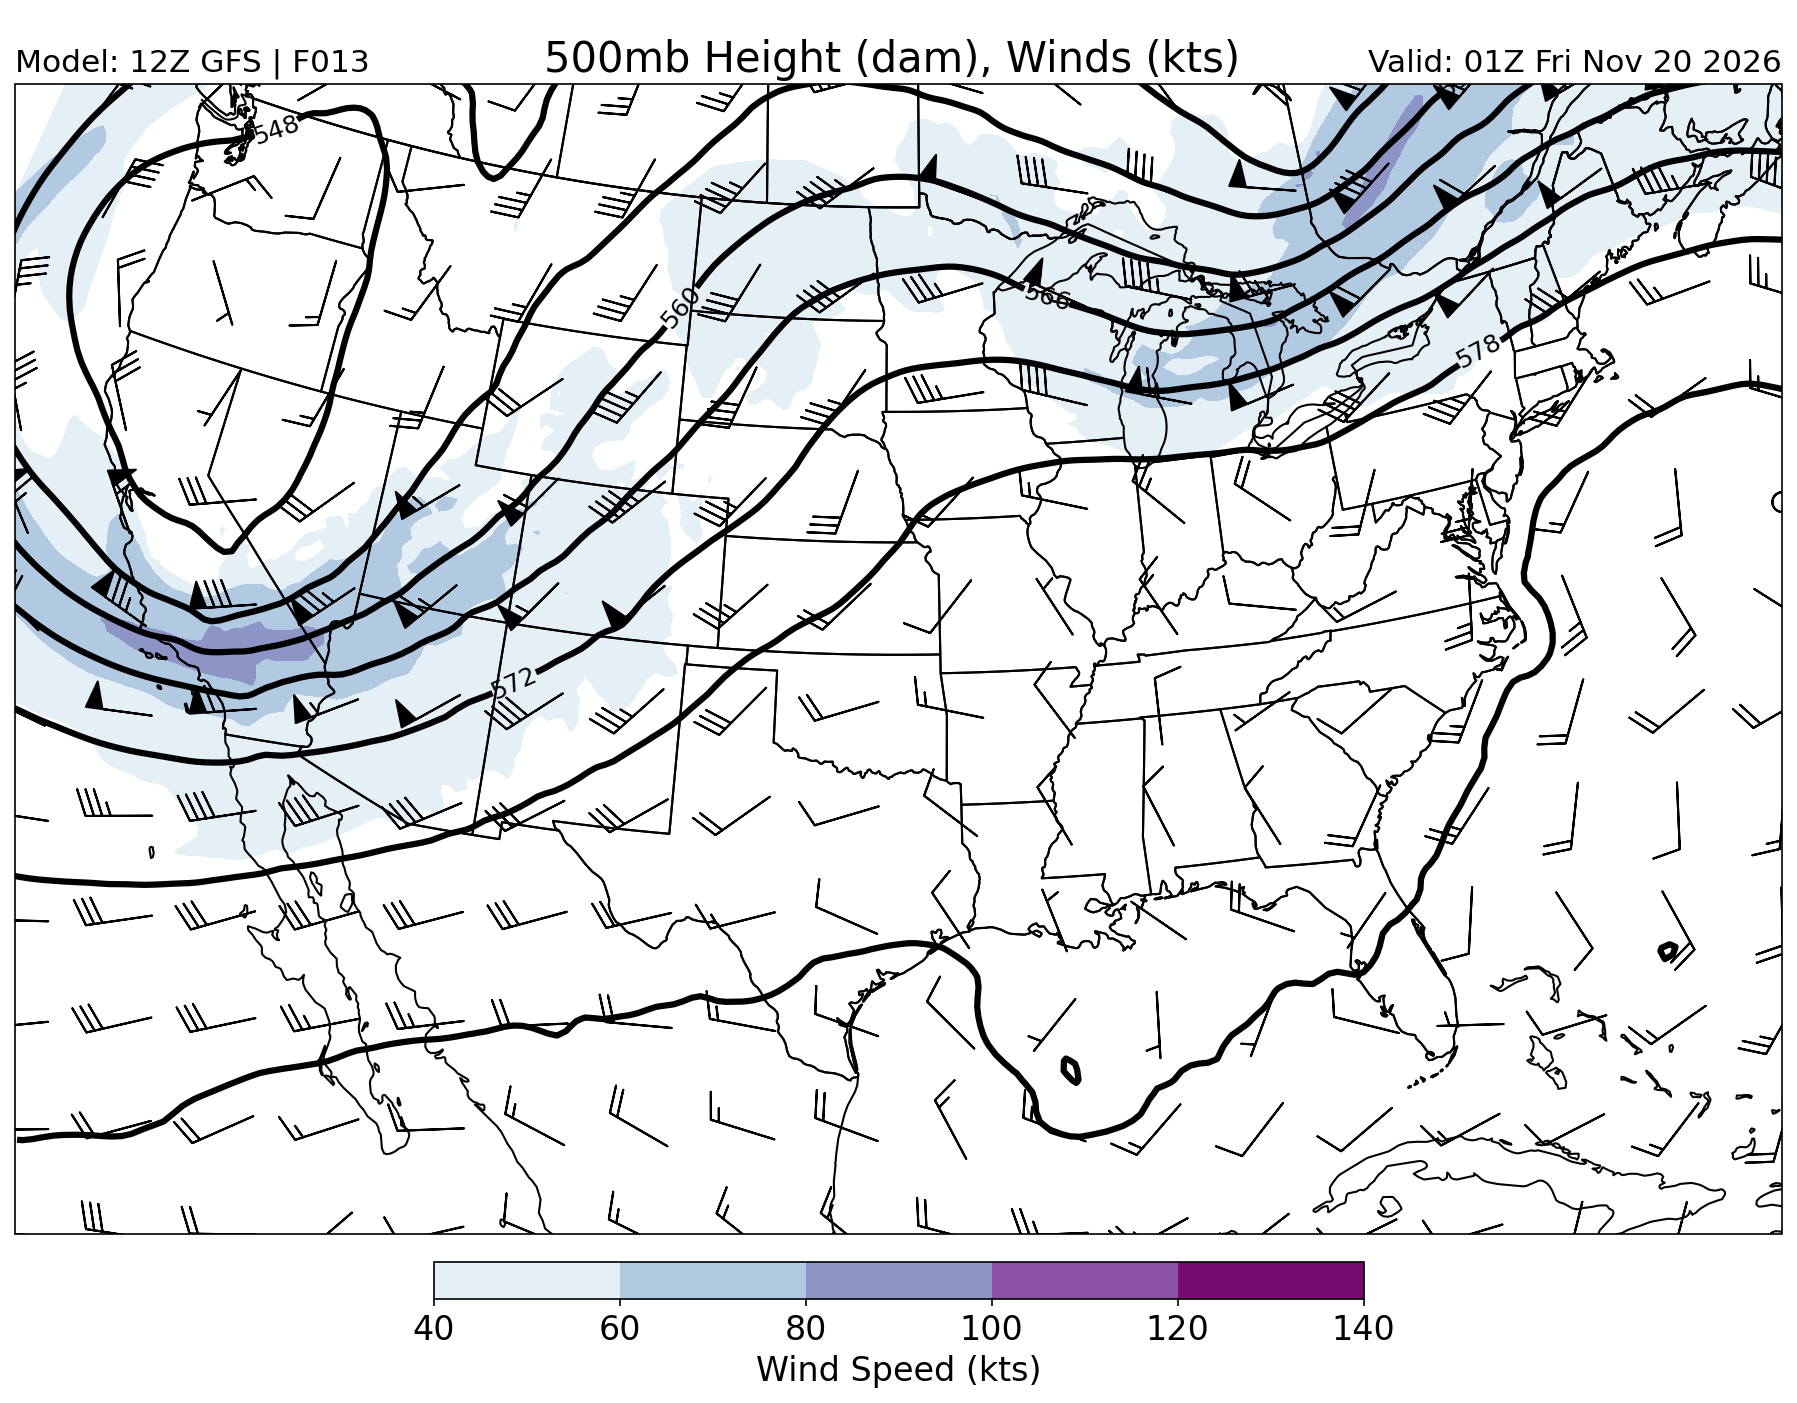 Model: 12Z GFS | F013
500mb Height (dam), Winds (kts)
Valid: 01Z Fri Nov 20 2026
548
560
566
578
572
40 60 80 100 120 140
Wind Speed (kts)